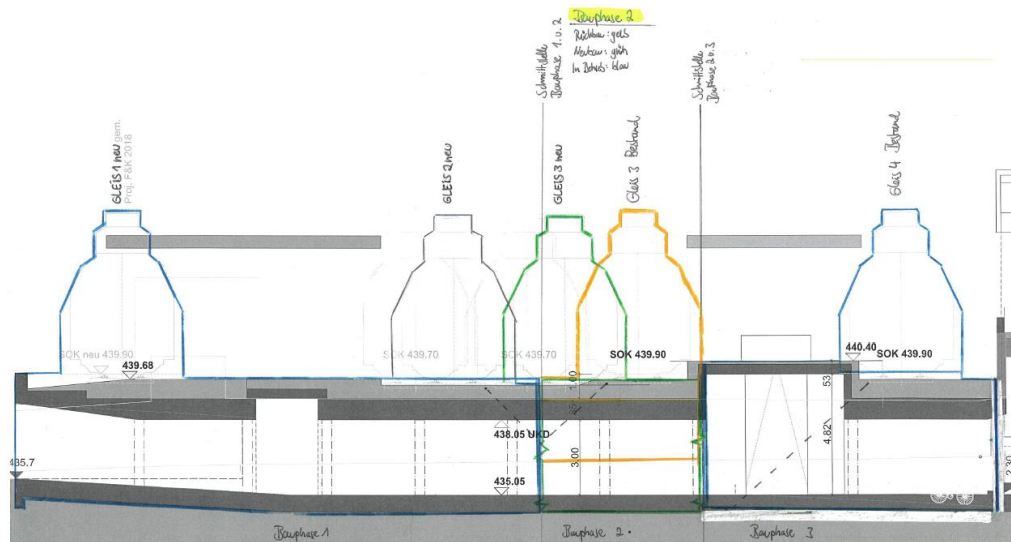 Bauphase 2
Rückbau: gelb
Neubau: grün
In Betrieb: blau
Schnittstelle
Bauphase 1 u. 2
Schnittstelle
Bauphase 2 u. 3
GLEIS 1 neu gem.
Proj. F&K 2018
GLEIS 2 neu
GLEIS 3 neu
Gleis 3 Bestand
Gleis 4 Bestand
SOK neu 439.90
439.68
SOK 439.70
SOK 439.70
SOK 439.90
440.40
SOK 439.90
1.00
53
438.05 UKD
4.82
3.00
435.7
435.05
2.30
Bauphase 1
Bauphase 2
Bauphase 3